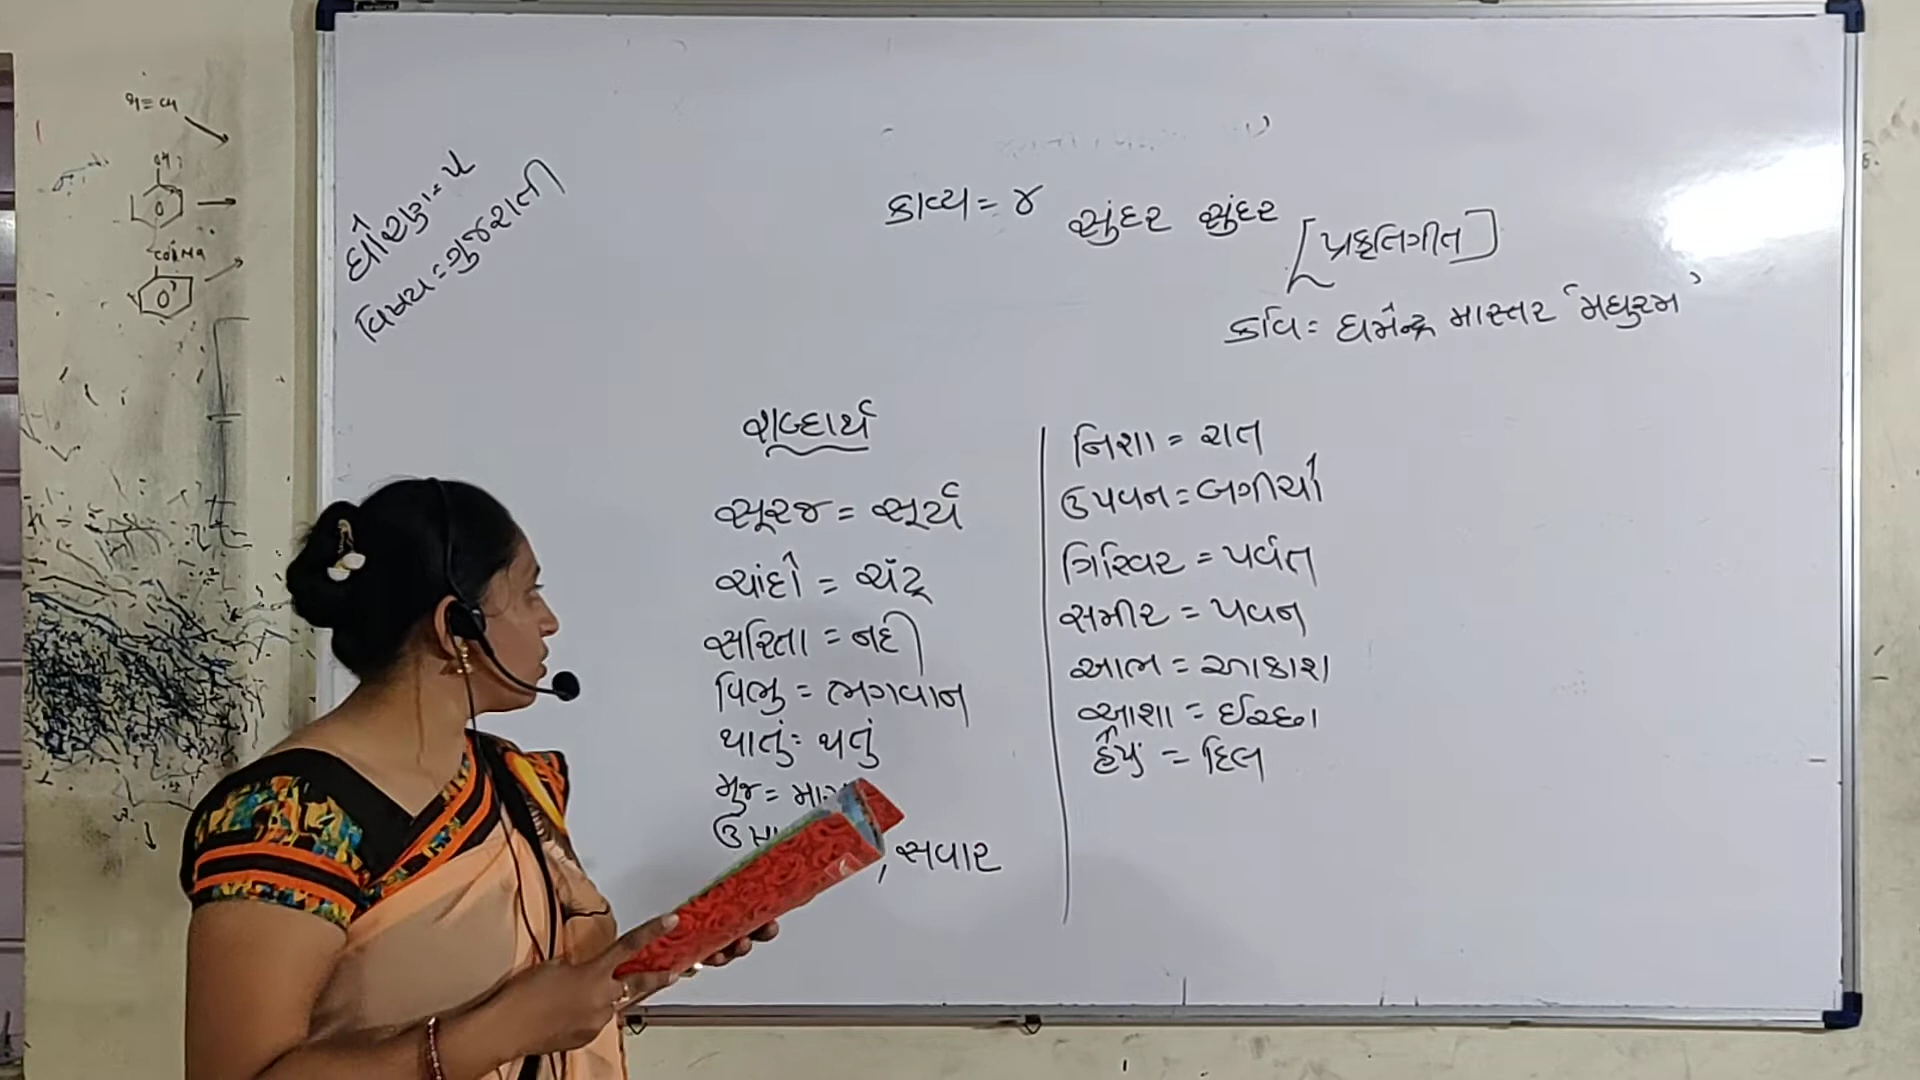 ધોરણ = ૫
વિષય = ગુજરાતી
કાવ્ય = ૪ સુંદર સુંદર
[પ્રકૃતિગીત]
કવિ = ધર્મેન્દ્ર માસ્તર 'મધુરમ'
શબ્દાર્થ
સૂરજ = સૂર્ય
ચાંદો = ચંદ્ર
સરિતા = નદી
વિભુ = ભગવાન
થાતું = થતું
મુજ =
, સવાર
નિશા = રાત
ઉપવન = બગીચો
ગિરિવર = પર્વત
સમીર = પવન
આભ = આકાશ
આશા = ઈચ્છા
હૈયું = દિલ